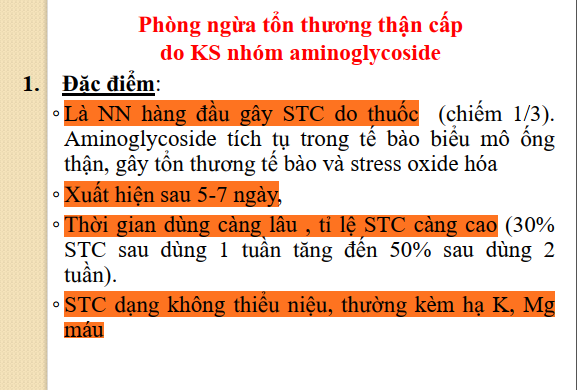 Phòng ngừa tổn thương thận cấp
do KS nhóm aminoglycoside
1. Đặc điểm:
◦Là NN hàng đầu gây STC do thuốc (chiếm 1/3).
Aminoglycoside tích tụ trong tế bào biểu mô ống
thận, gây tổn thương tế bào và stress oxide hóa
◦Xuất hiện sau 5-7 ngày,
◦Thời gian dùng càng lâu , tỉ lệ STC càng cao (30%
STC sau dùng 1 tuần tăng đến 50% sau dùng 2
tuần).
◦STC dạng không thiểu niệu, thường kèm hạ K, Mg
máu